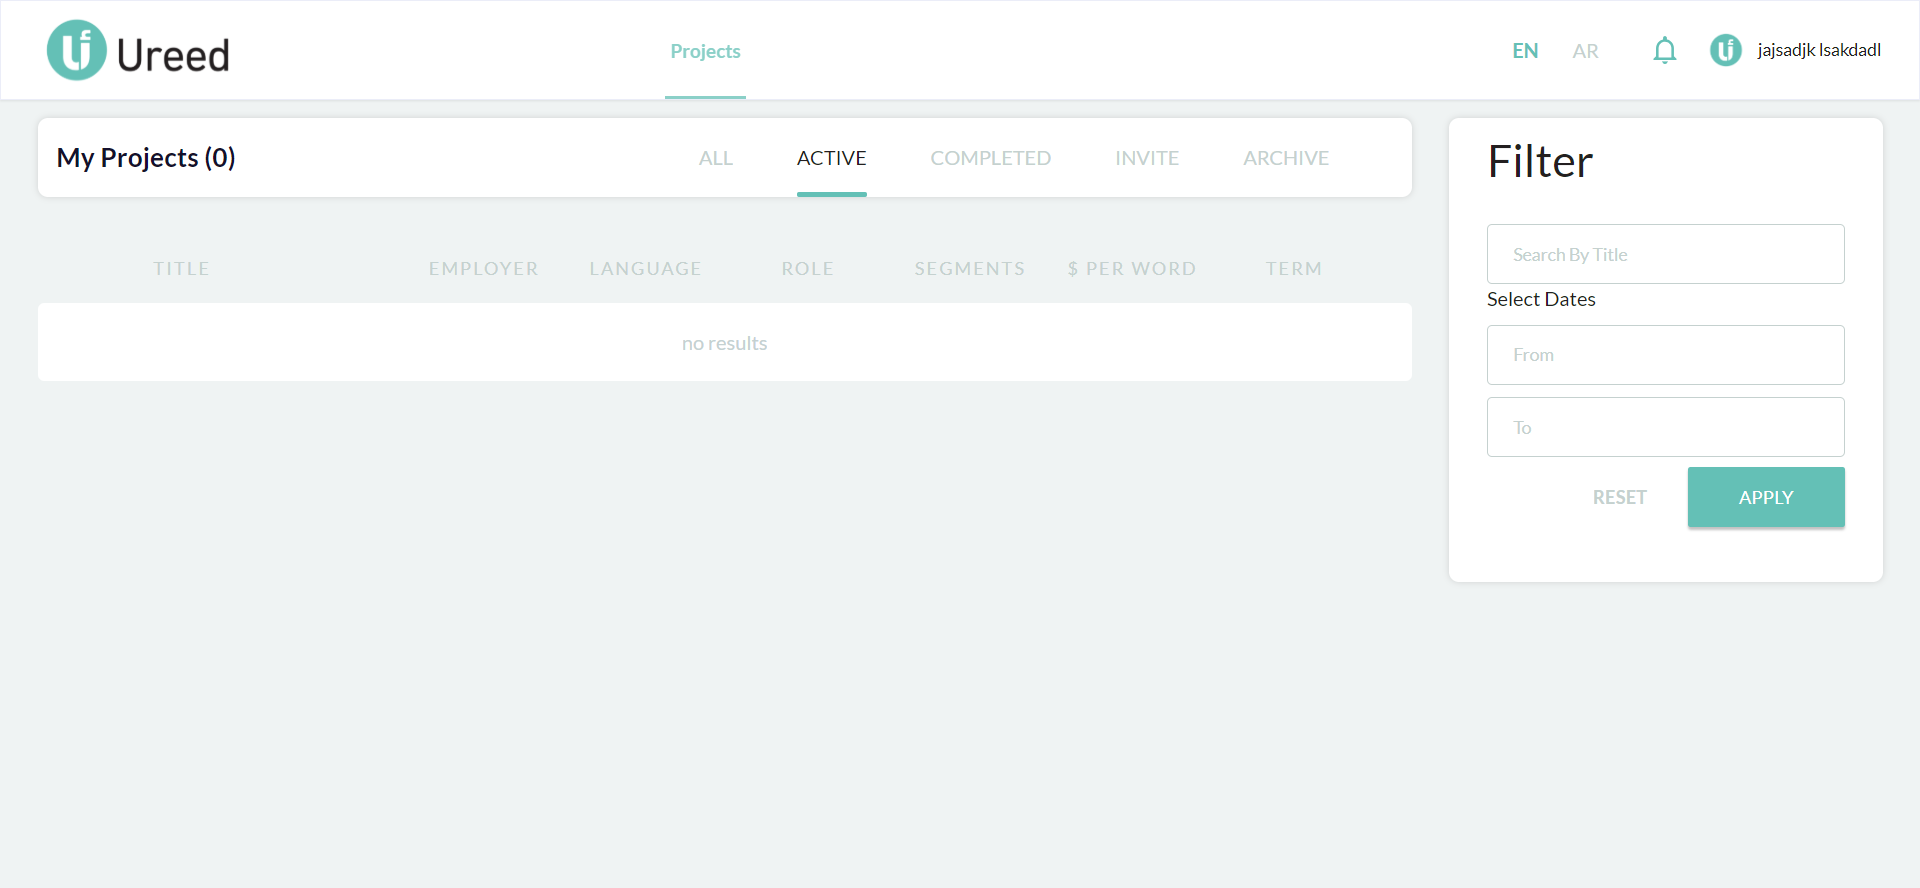 Ureed
Projects
EN AR jajsadjk lsakdadl
My Projects (0)
ALL ACTIVE COMPLETED INVITE ARCHIVE
TITLE EMPLOYER LANGUAGE ROLE SEGMENTS $ PER WORD TERM
no results
Filter
Search By Title
Select Dates
From
To
RESET APPLY